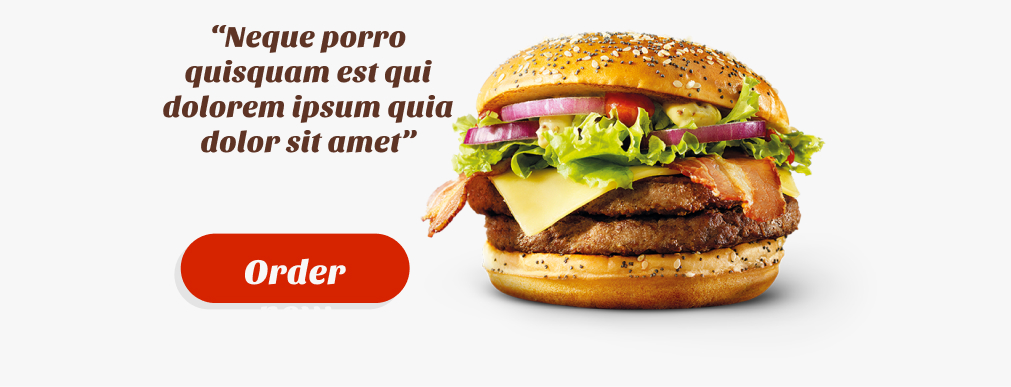 “Neque porro
quisquam est qui
dolorem ipsum quia
dolor sit amet”
Order